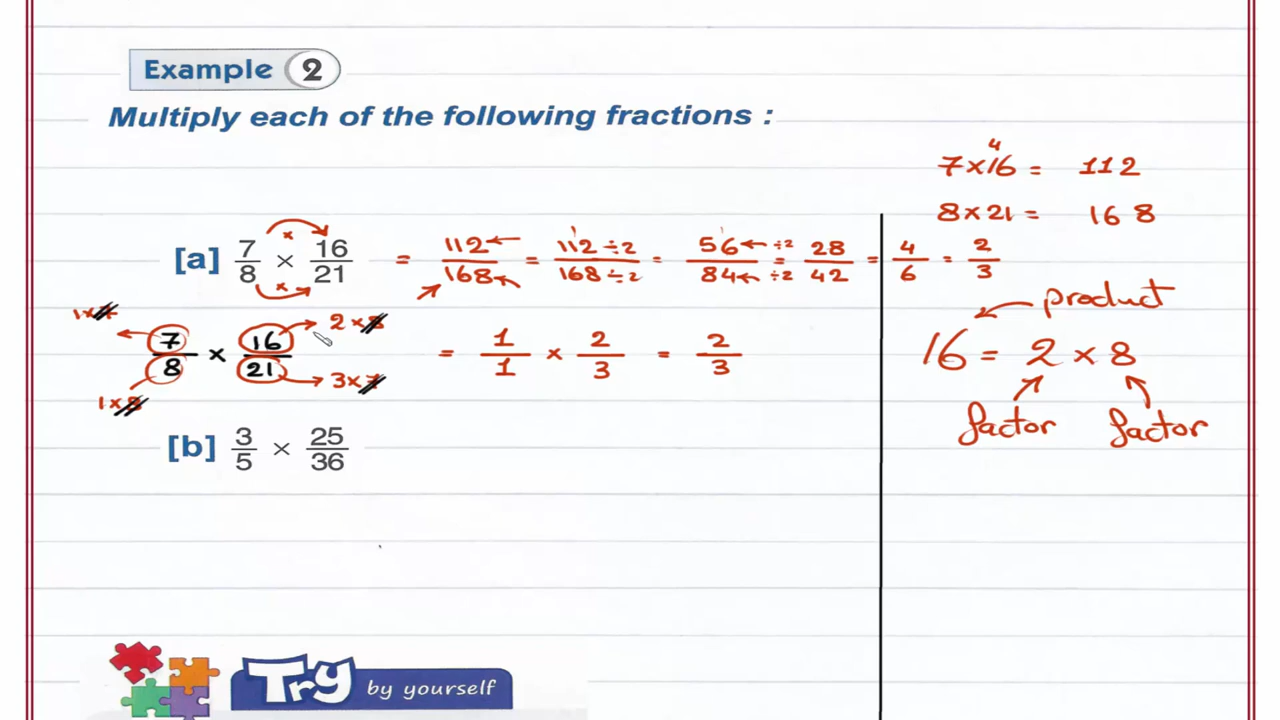 Example 2
Multiply each of the following fractions :
7 × 16 = 112
4
8 × 21 = 168
[a] 7/8 × 16/21 = 112/168 = 112 ÷2/168 ÷2 = 56 ÷2/84 ÷2 = 28/42 = 4/6 = 2/3
× ×
product
1×7 2×8
7/8 × 16/21 = 1/1 × 2/3 = 2/3
1×8 3×7
16 = 2 × 8
factor factor
[b] 3/5 × 25/36
Try by yourself